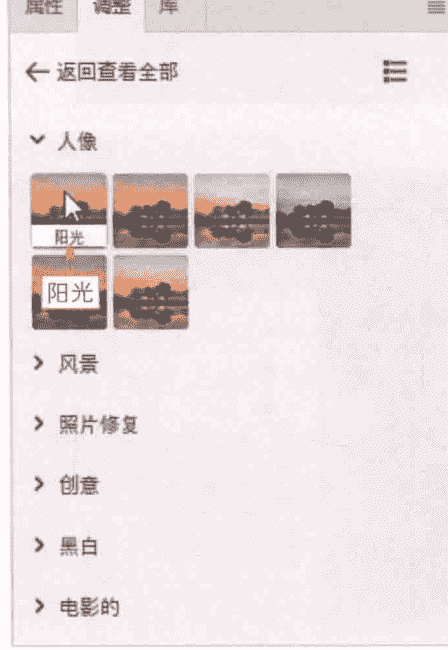 属性 调整 库
返回查看全部
人像
阳光
阳光
风景
照片修复
创意
黑白
电影的